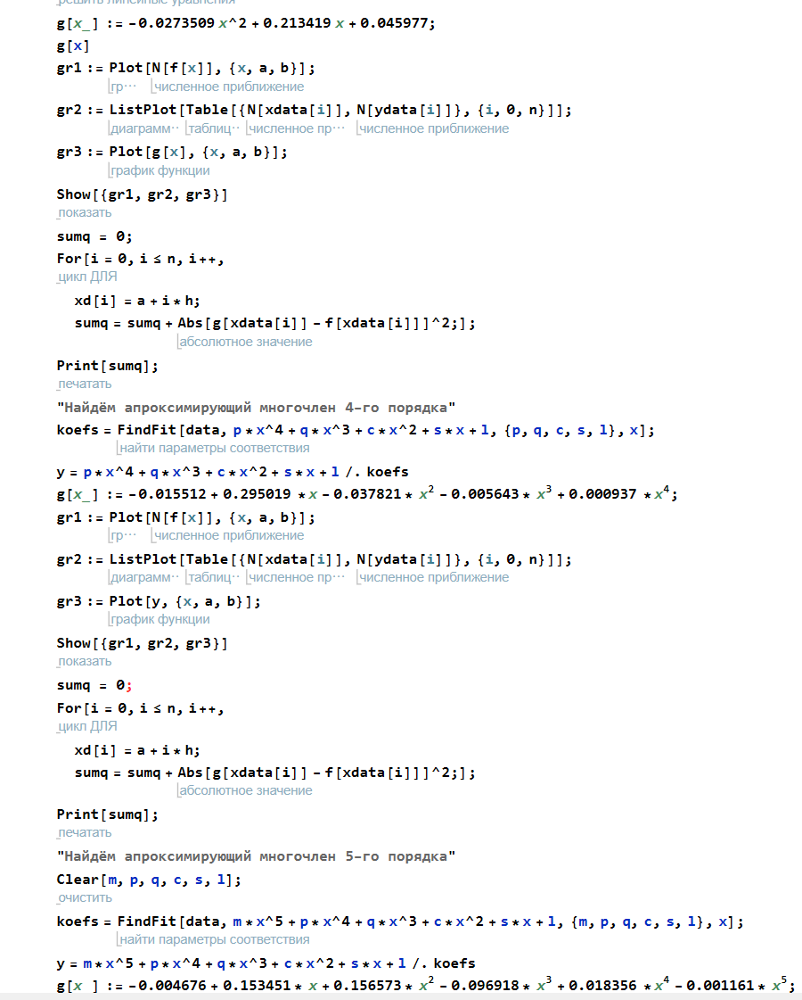 решить линейные уравнения
g[x_] := -0.0273509 x^2 + 0.213419 x + 0.045977;
g[x]
gr1 := Plot[N[f[x]], {x, a, b}];
гр··· численное приближение
gr2 := ListPlot[Table[{N[xdata[i]], N[ydata[i]]}, {i, 0, n}]];
диаграмм·· таблиц·· численное пр··· численное приближение
gr3 := Plot[g[x], {x, a, b}];
график функции
Show[{gr1, gr2, gr3}]
показать
sumq = 0;
For[i = 0, i ≤ n, i++,
цикл ДЛЯ
xd[i] = a + i * h;
sumq = sumq + Abs[g[xdata[i]] - f[xdata[i]]]^2;];
абсолютное значение
Print[sumq];
печатать
"Найдём апроксимирующий многочлен 4-го порядка"
koefs = FindFit[data, p * x^4 + q * x^3 + c * x^2 + s * x + l, {p, q, c, s, l}, x];
найти параметры соответствия
y = p * x^4 + q * x^3 + c * x^2 + s * x + l /. koefs
g[x_] := -0.015512 + 0.295019 * x - 0.037821 * x² - 0.005643 * x³ + 0.000937 * x⁴;
gr1 := Plot[N[f[x]], {x, a, b}];
гр··· численное приближение
gr2 := ListPlot[Table[{N[xdata[i]], N[ydata[i]]}, {i, 0, n}]];
диаграмм·· таблиц·· численное пр··· численное приближение
gr3 := Plot[y, {x, a, b}];
график функции
Show[{gr1, gr2, gr3}]
показать
sumq = 0;
For[i = 0, i ≤ n, i++,
цикл ДЛЯ
xd[i] = a + i * h;
sumq = sumq + Abs[g[xdata[i]] - f[xdata[i]]]^2;];
абсолютное значение
Print[sumq];
печатать
"Найдём апроксимирующий многочлен 5-го порядка"
Clear[m, p, q, c, s, l];
очистить
koefs = FindFit[data, m * x^5 + p * x^4 + q * x^3 + c * x^2 + s * x + l, {m, p, q, c, s, l}, x];
найти параметры соответствия
y = m * x^5 + p * x^4 + q * x^3 + c * x^2 + s * x + l /. koefs
g[x_] := -0.004676 + 0.153451 * x + 0.156573 * x² - 0.096918 * x³ + 0.018356 * x⁴ - 0.001161 * x⁵;